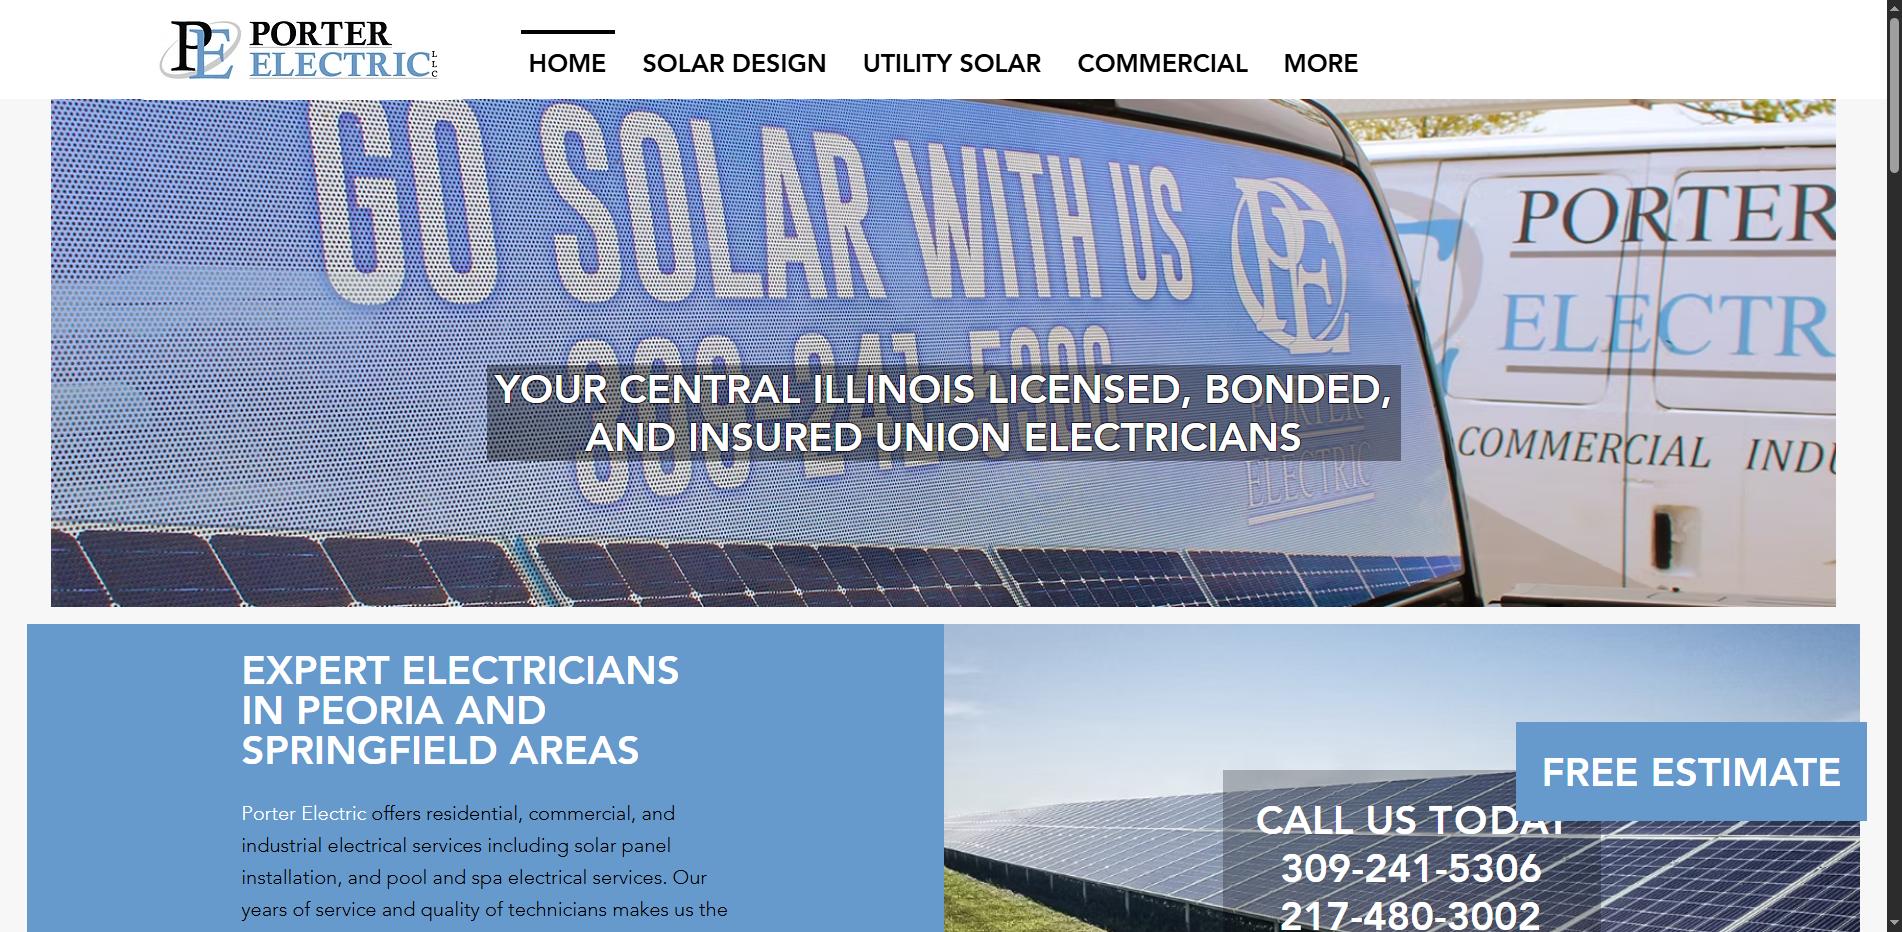 PE PORTER
ELECTRIC LLC
HOME SOLAR DESIGN UTILITY SOLAR COMMERCIAL MORE
GO SOLAR WITH US
309-241-5306
PE
PORTER
ELECTRIC
PORTER
ELECTR
COMMERCIAL INDU
YOUR CENTRAL ILLINOIS LICENSED, BONDED,
AND INSURED UNION ELECTRICIANS
EXPERT ELECTRICIANS
IN PEORIA AND
SPRINGFIELD AREAS
Porter Electric offers residential, commercial, and
industrial electrical services including solar panel
installation, and pool and spa electrical services. Our
years of service and quality of technicians makes us the
FREE ESTIMATE
CALL US TODAY
309-241-5306
217-480-3002